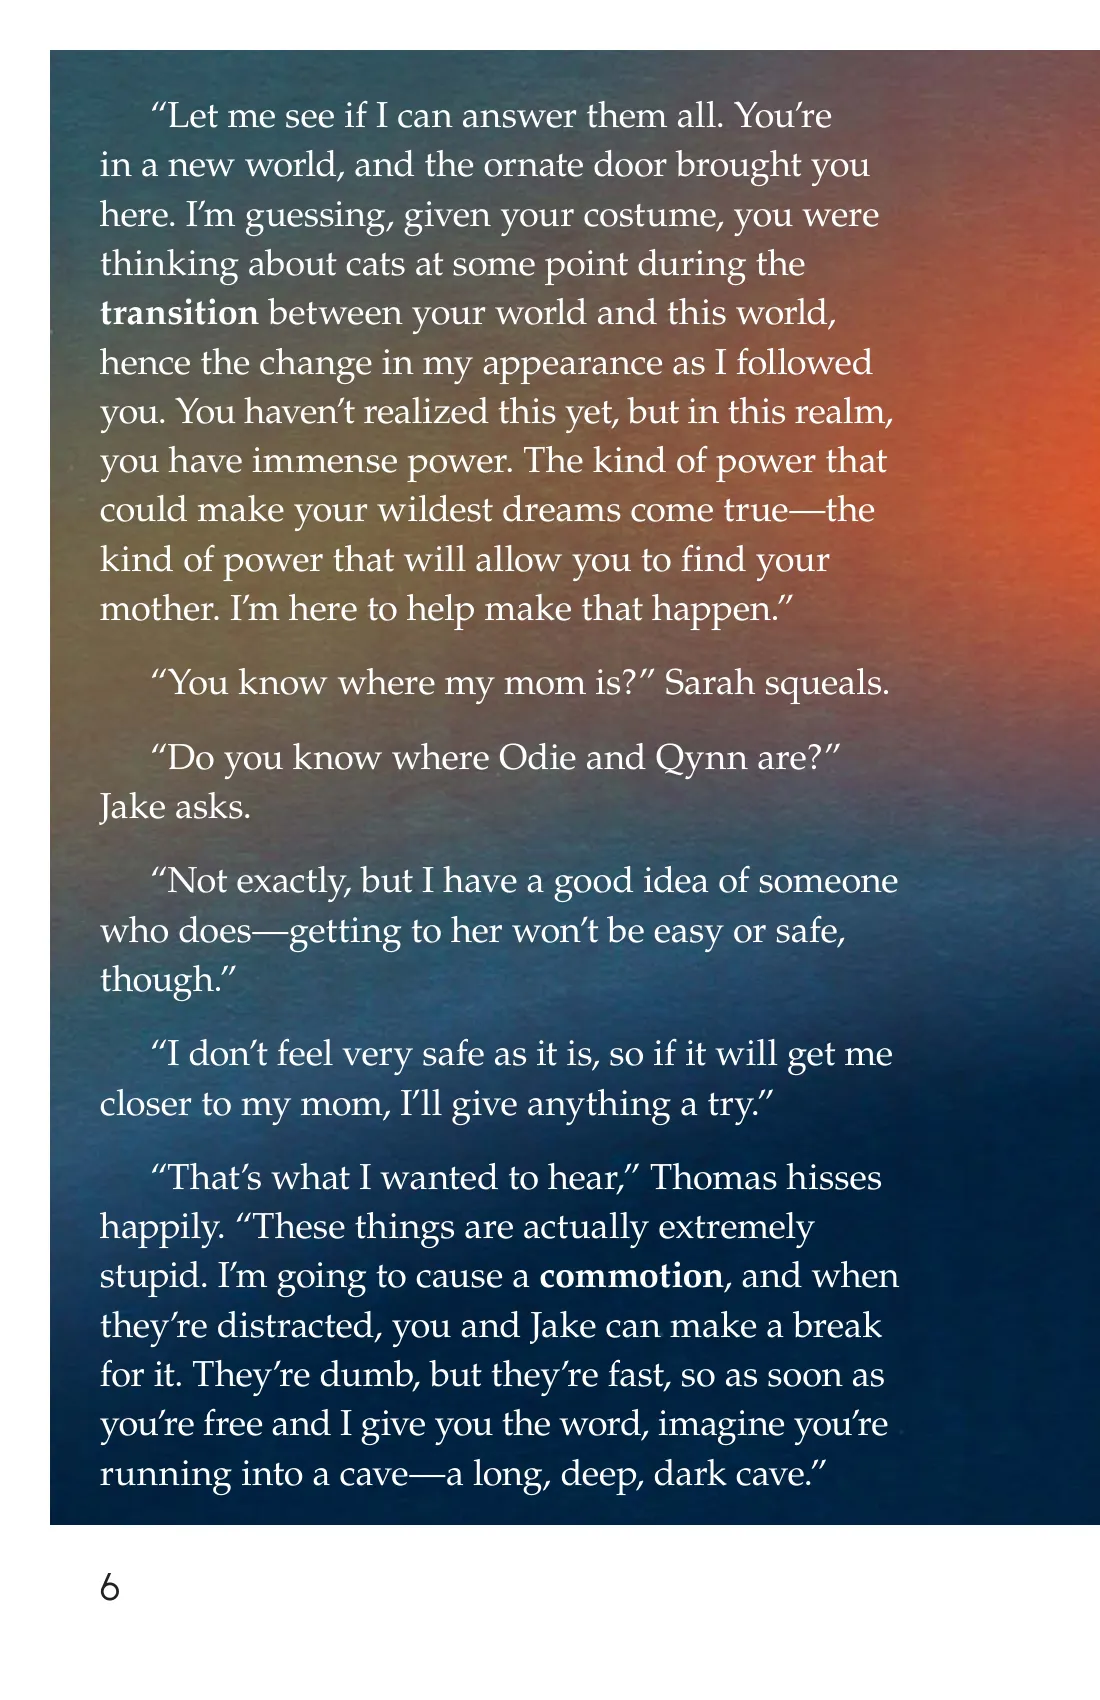 “Let me see if I can answer them all. You’re
in a new world, and the ornate door brought you
here. I’m guessing, given your costume, you were
thinking about cats at some point during the
transition between your world and this world,
hence the change in my appearance as I followed
you. You haven’t realized this yet, but in this realm,
you have immense power. The kind of power that
could make your wildest dreams come true—the
kind of power that will allow you to find your
mother. I’m here to help make that happen.”
“You know where my mom is?” Sarah squeals.
“Do you know where Odie and Qynn are?”
Jake asks.
“Not exactly, but I have a good idea of someone
who does—getting to her won’t be easy or safe,
though.”
“I don’t feel very safe as it is, so if it will get me
closer to my mom, I’ll give anything a try.”
“That’s what I wanted to hear,” Thomas hisses
happily. “These things are actually extremely
stupid. I’m going to cause a commotion, and when
they’re distracted, you and Jake can make a break
for it. They’re dumb, but they’re fast, so as soon as
you’re free and I give you the word, imagine you’re
running into a cave—a long, deep, dark cave.”
6